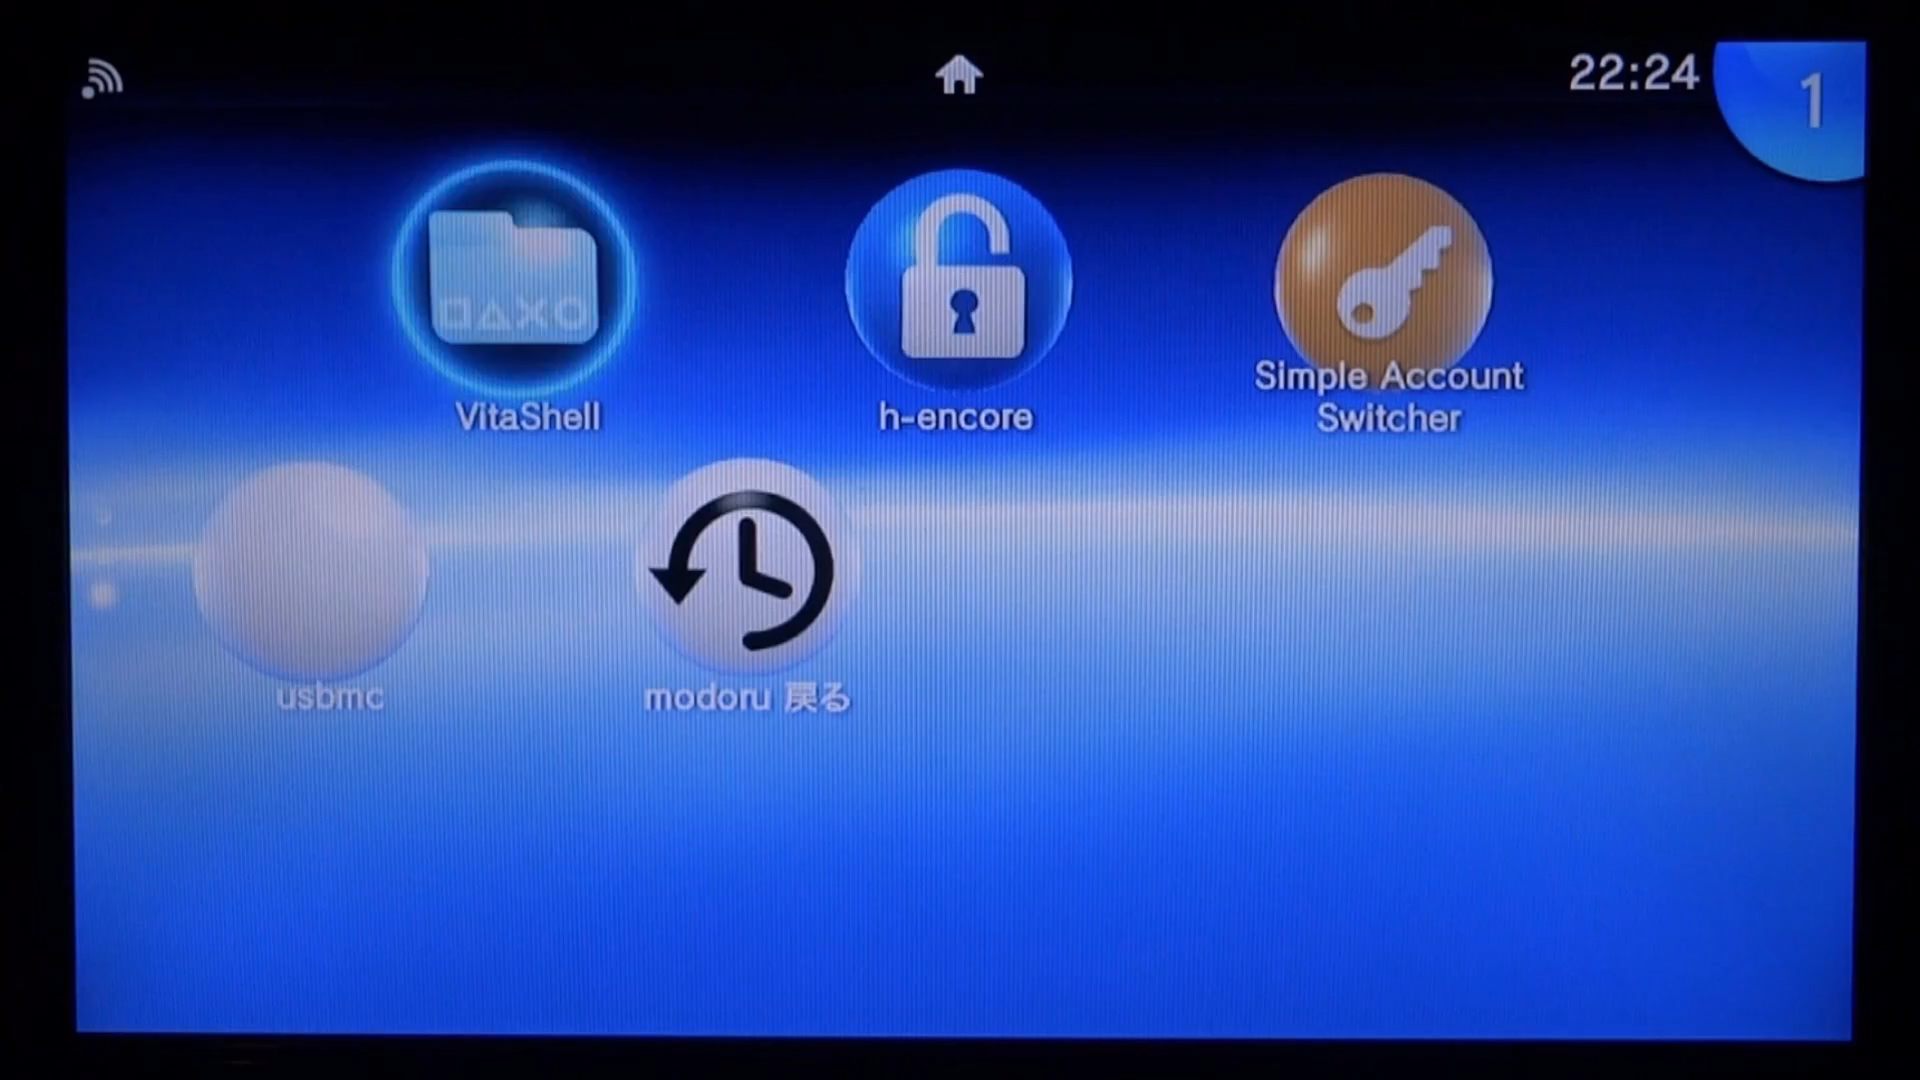 22:24
1
VitaShell
h-encore
Simple Account
Switcher
usbmc
modoru 戻る